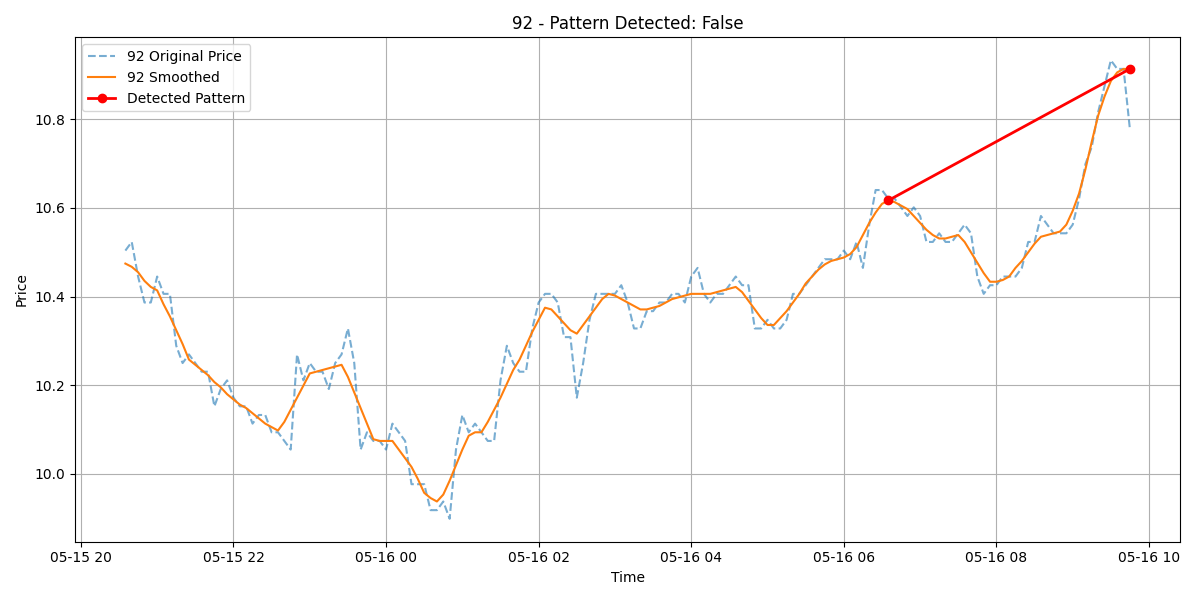 92 - Pattern Detected: False
92 Original Price
92 Smoothed
Detected Pattern
Price
10.8
10.6
10.4
10.2
10.0
05-15 20 05-15 22 05-16 00 05-16 02 05-16 04 05-16 06 05-16 08 05-16 10
Time